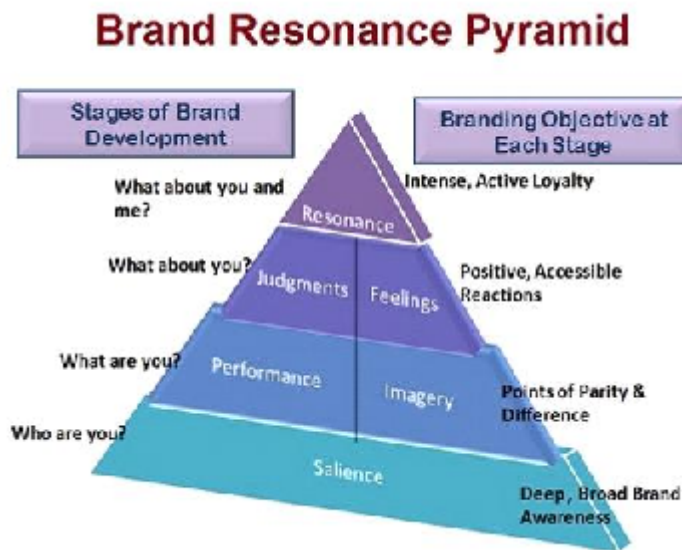 Brand Resonance Pyramid
Stages of Brand
Development
Branding Objective at
Each Stage
What about you and
me?
Resonance
Intense, Active Loyalty
What about you?
Judgments
Feelings
Positive, Accessible
Reactions
What are you?
Performance
Imagery
Points of Parity &
Difference
Who are you?
Salience
Deep, Broad Brand
Awareness